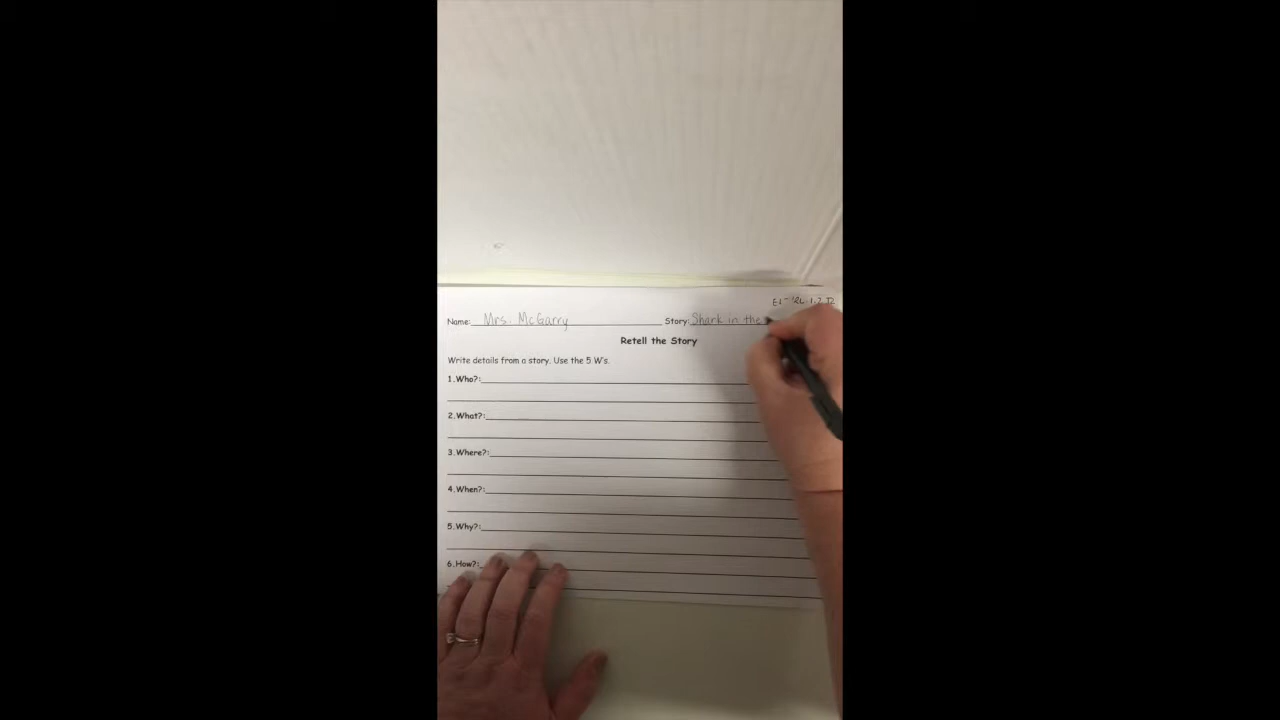 Name: Mrs. McGarry Story: Shark in the
Retell the Story
Write details from a story. Use the 5 W's.
1.Who?:
2.What?:
3.Where?:
4.When?:
5.Why?:
6.How?: